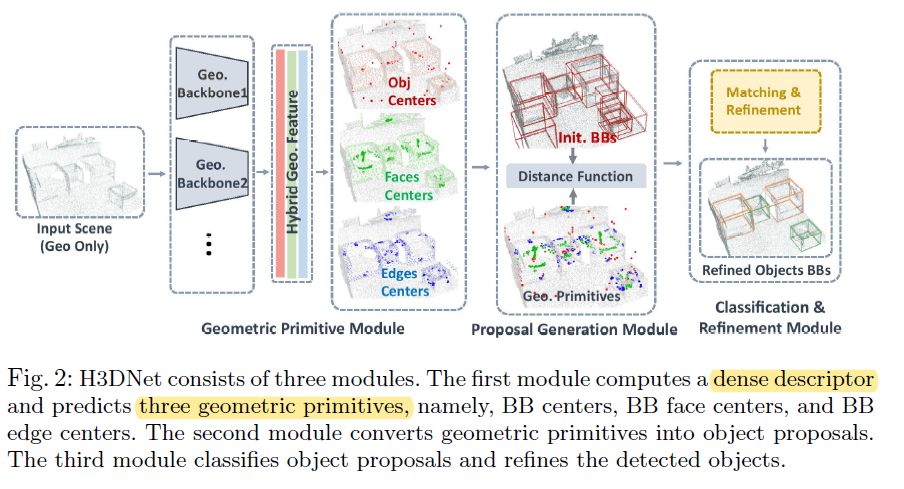 Input Scene
(Geo Only)
Geo.
Backbone1
Geo.
Backbone2
Hybrid Geo. Feature
Obj
Centers
Faces
Centers
Edges
Centers
Geometric Primitive Module
Init. BBs
Distance Function
Geo. Primitives
Proposal Generation Module
Matching &
Refinement
Refined Objects BBs
Classification &
Refinement Module
Fig. 2: H3DNet consists of three modules. The first module computes a dense descriptor
and predicts three geometric primitives, namely, BB centers, BB face centers, and BB
edge centers. The second module converts geometric primitives into object proposals.
The third module classifies object proposals and refines the detected objects.